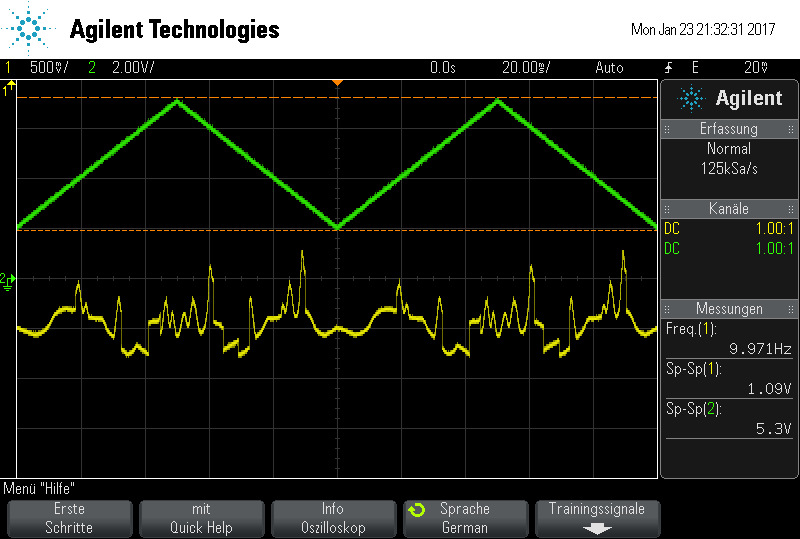 Agilent Technologies
Mon Jan 23 21:32:31 2017
1 500mV/ 2 2.00V/ 0.0s 20.00ms/ Auto E 20mV
1
2
Agilent
Erfassung
Normal
125kSa/s
Kanäle
DC 1.00:1
DC 1.00:1
Messungen
Freq.(1):
9.971Hz
Sp-Sp(1):
1.09V
Sp-Sp(2):
5.3V
Menü "Hilfe"
Erste
Schritte
mit
Quick Help
Info
Oszilloskop
Sprache
German
Trainingssignale